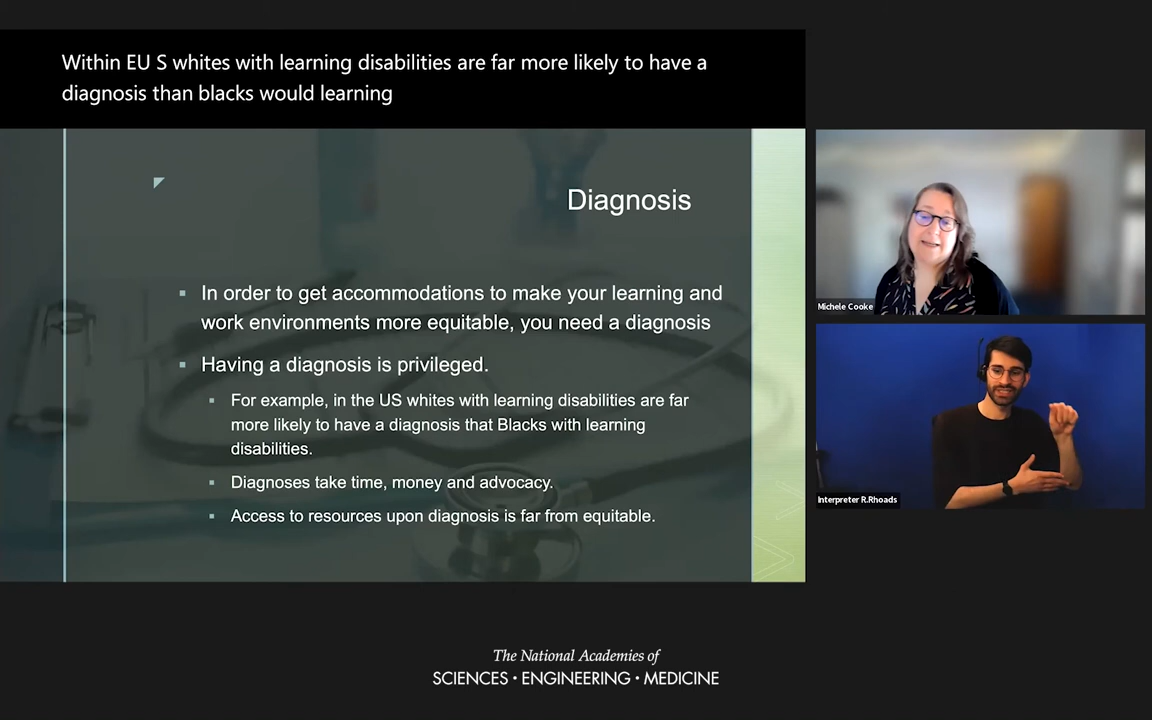 Within EU S whites with learning disabilities are far more likely to have a
diagnosis than blacks would learning
Diagnosis
▪ In order to get accommodations to make your learning and
work environments more equitable, you need a diagnosis
▪ Having a diagnosis is privileged.
▪ For example, in the US whites with learning disabilities are far
more likely to have a diagnosis that Blacks with learning
disabilities.
▪ Diagnoses take time, money and advocacy.
▪ Access to resources upon diagnosis is far from equitable.
Michele Cooke
Interpreter R.Rhoads
The National Academies of
SCIENCES • ENGINEERING • MEDICINE